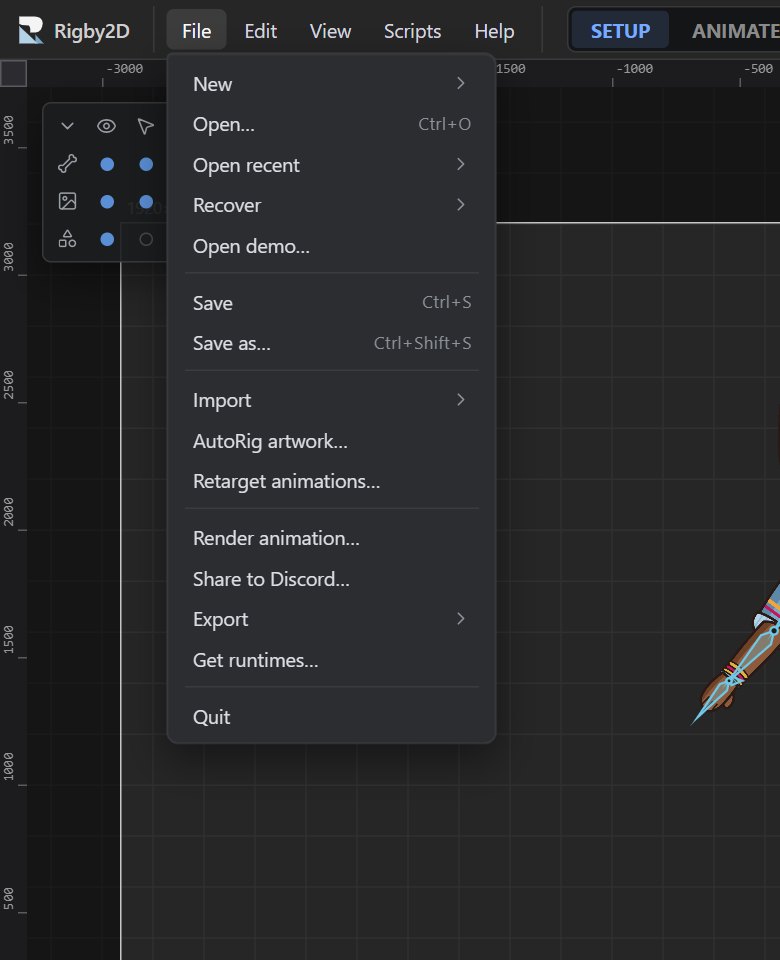 Rigby2D File Edit View Scripts Help SETUP ANIMATE
-3000 1500 -1000 -500
New
Open... Ctrl+O
Open recent
Recover
Open demo...
Save Ctrl+S
Save as... Ctrl+Shift+S
Import
AutoRig artwork...
Retarget animations...
Render animation...
Share to Discord...
Export
Get runtimes...
Quit
3500
3000
2500
2000
1500
1000
500